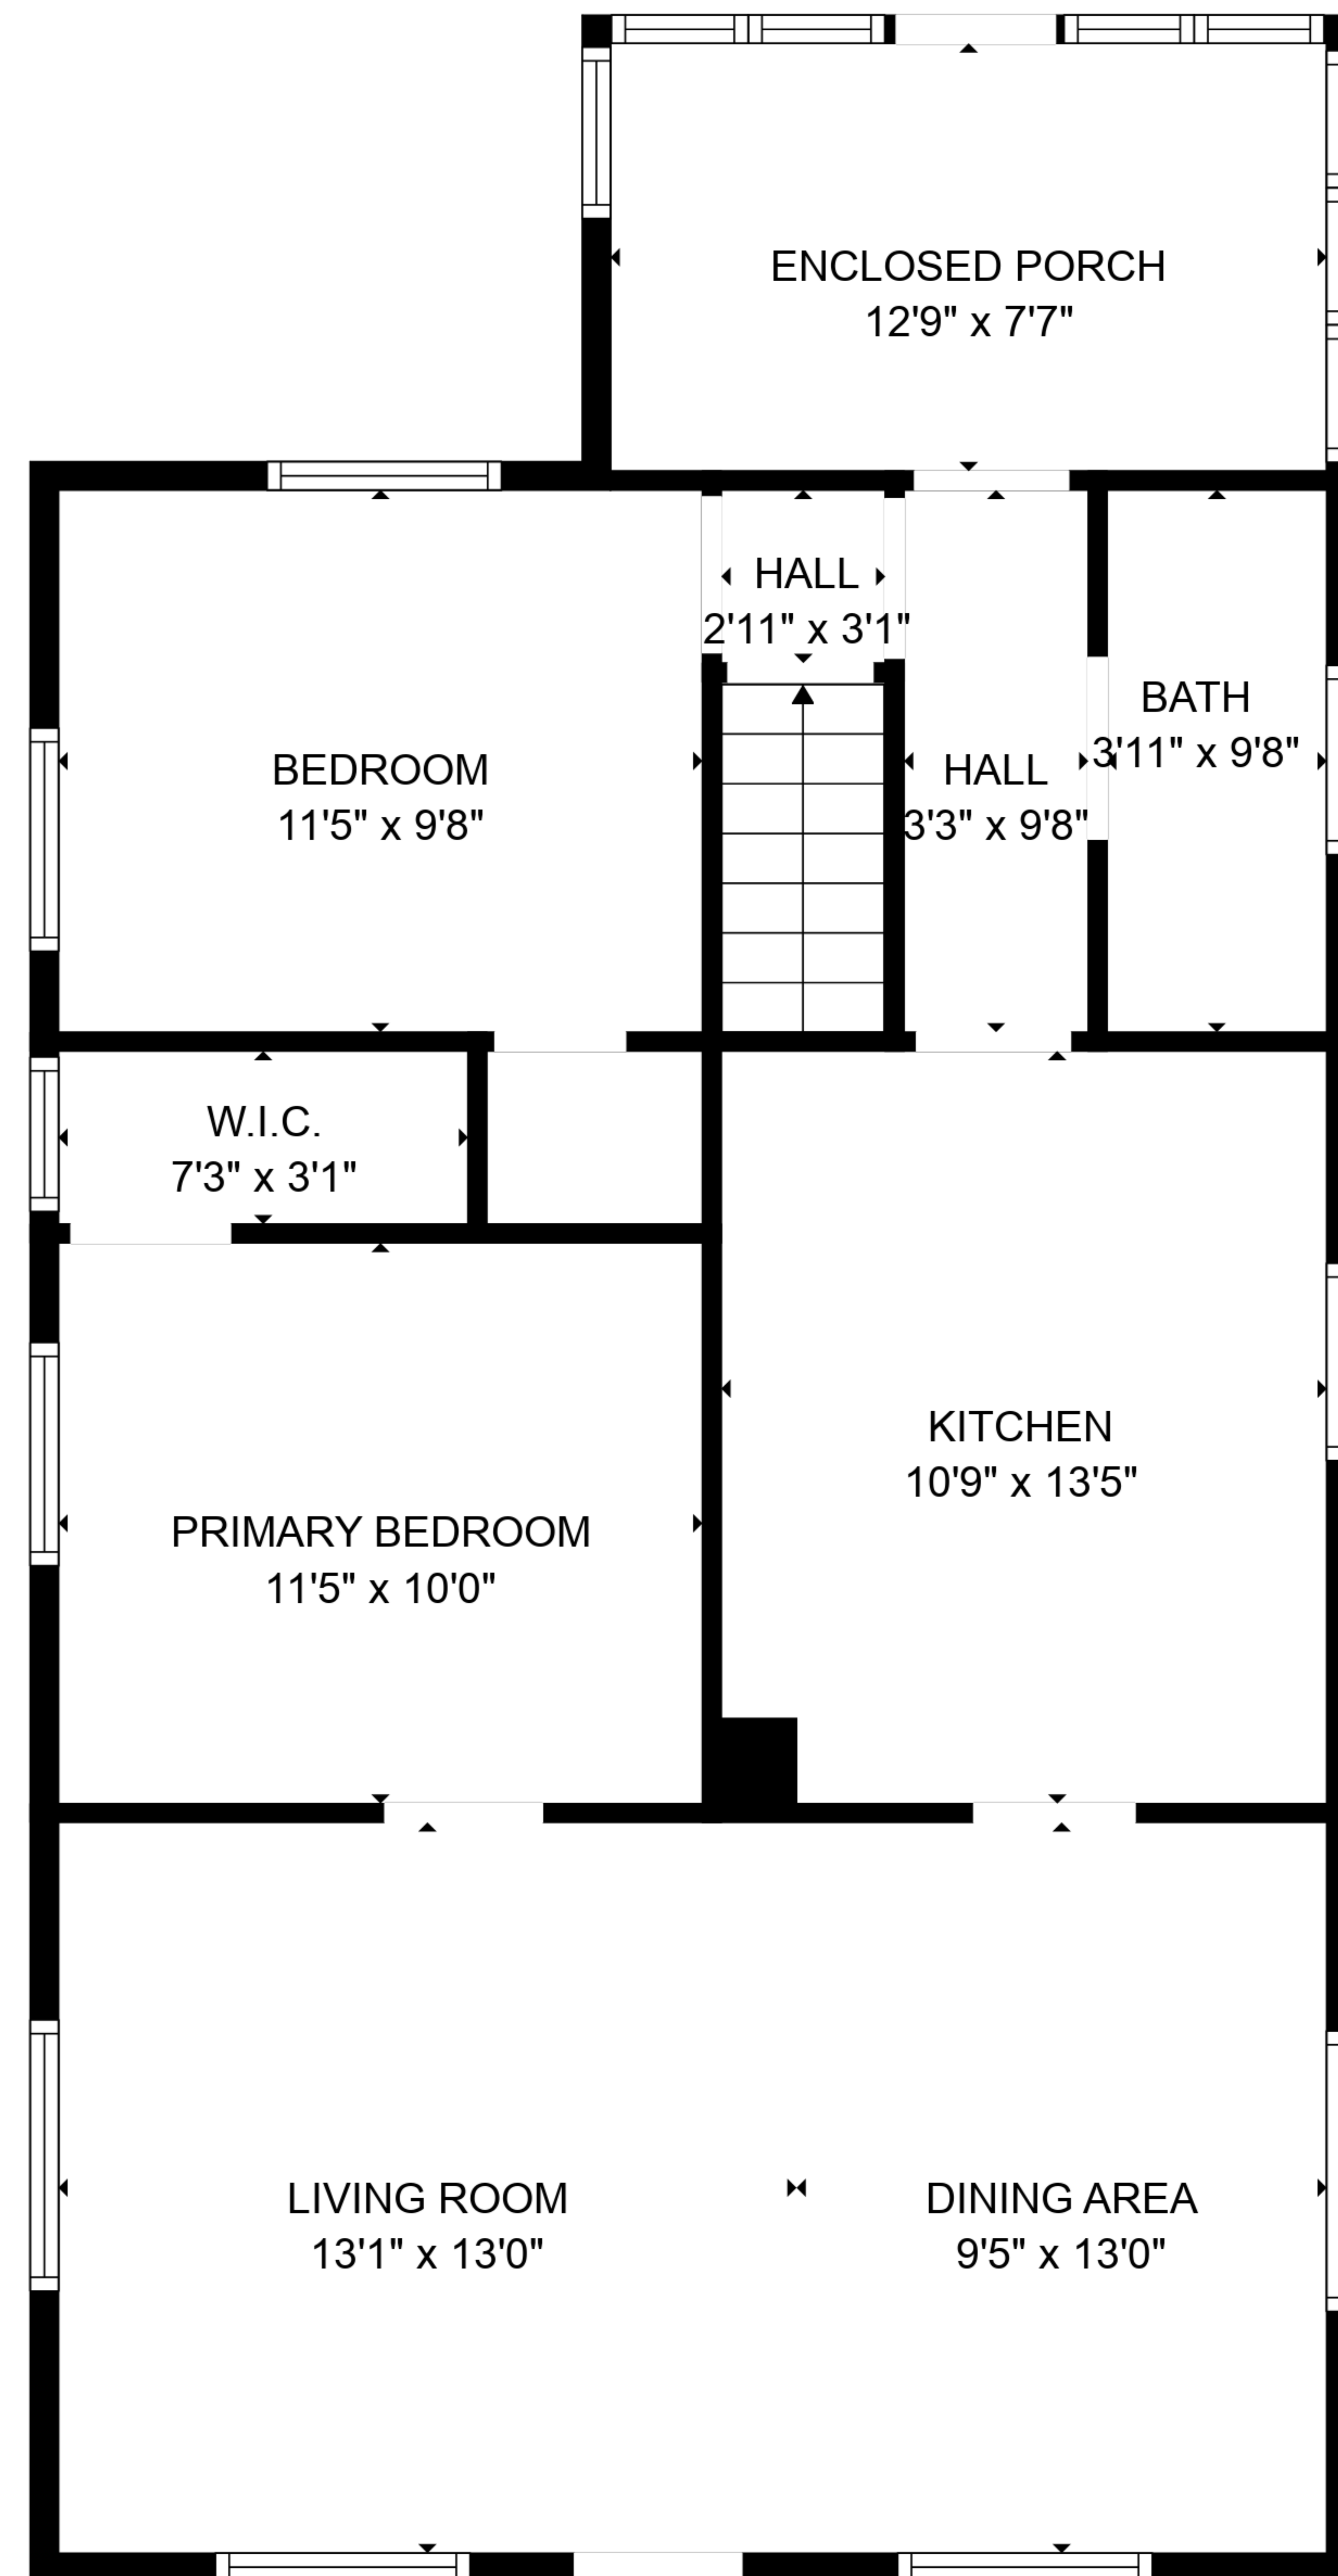 ENCLOSED PORCH
12'9" x 7'7"
HALL
2'11" x 3'1"
BATH
3'11" x 9'8"
BEDROOM
11'5" x 9'8"
HALL
3'3" x 9'8"
W.I.C.
7'3" x 3'1"
KITCHEN
10'9" x 13'5"
PRIMARY BEDROOM
11'5" x 10'0"
LIVING ROOM
13'1" x 13'0"
DINING AREA
9'5" x 13'0"